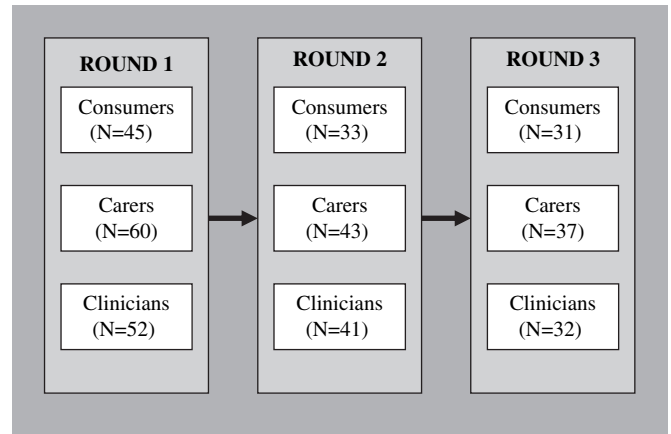 ROUND 1
Consumers
(N=45)
Carers
(N=60)
Clinicians
(N=52)
ROUND 2
Consumers
(N=33)
Carers
(N=43)
Clinicians
(N=41)
ROUND 3
Consumers
(N=31)
Carers
(N=37)
Clinicians
(N=32)